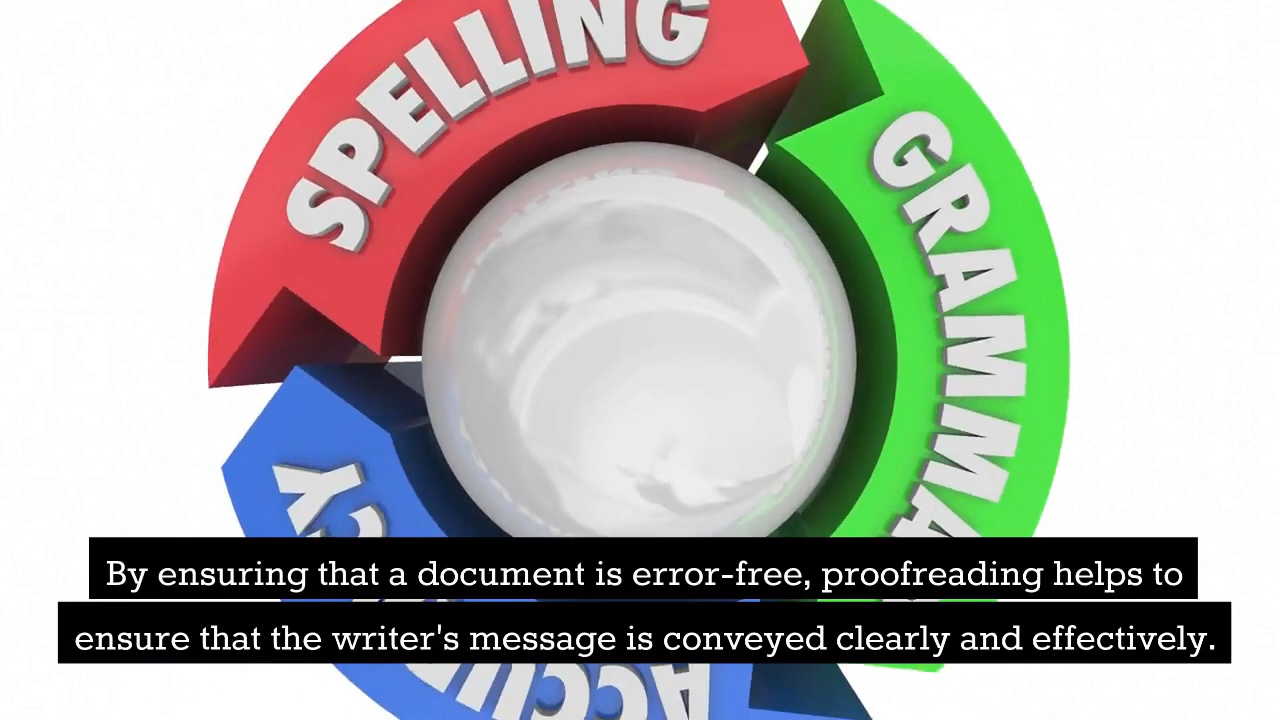 SPELLING
GRAMMA
By ensuring that a document is error-free, proofreading helps to
ensure that the writer's message is conveyed clearly and effectively.